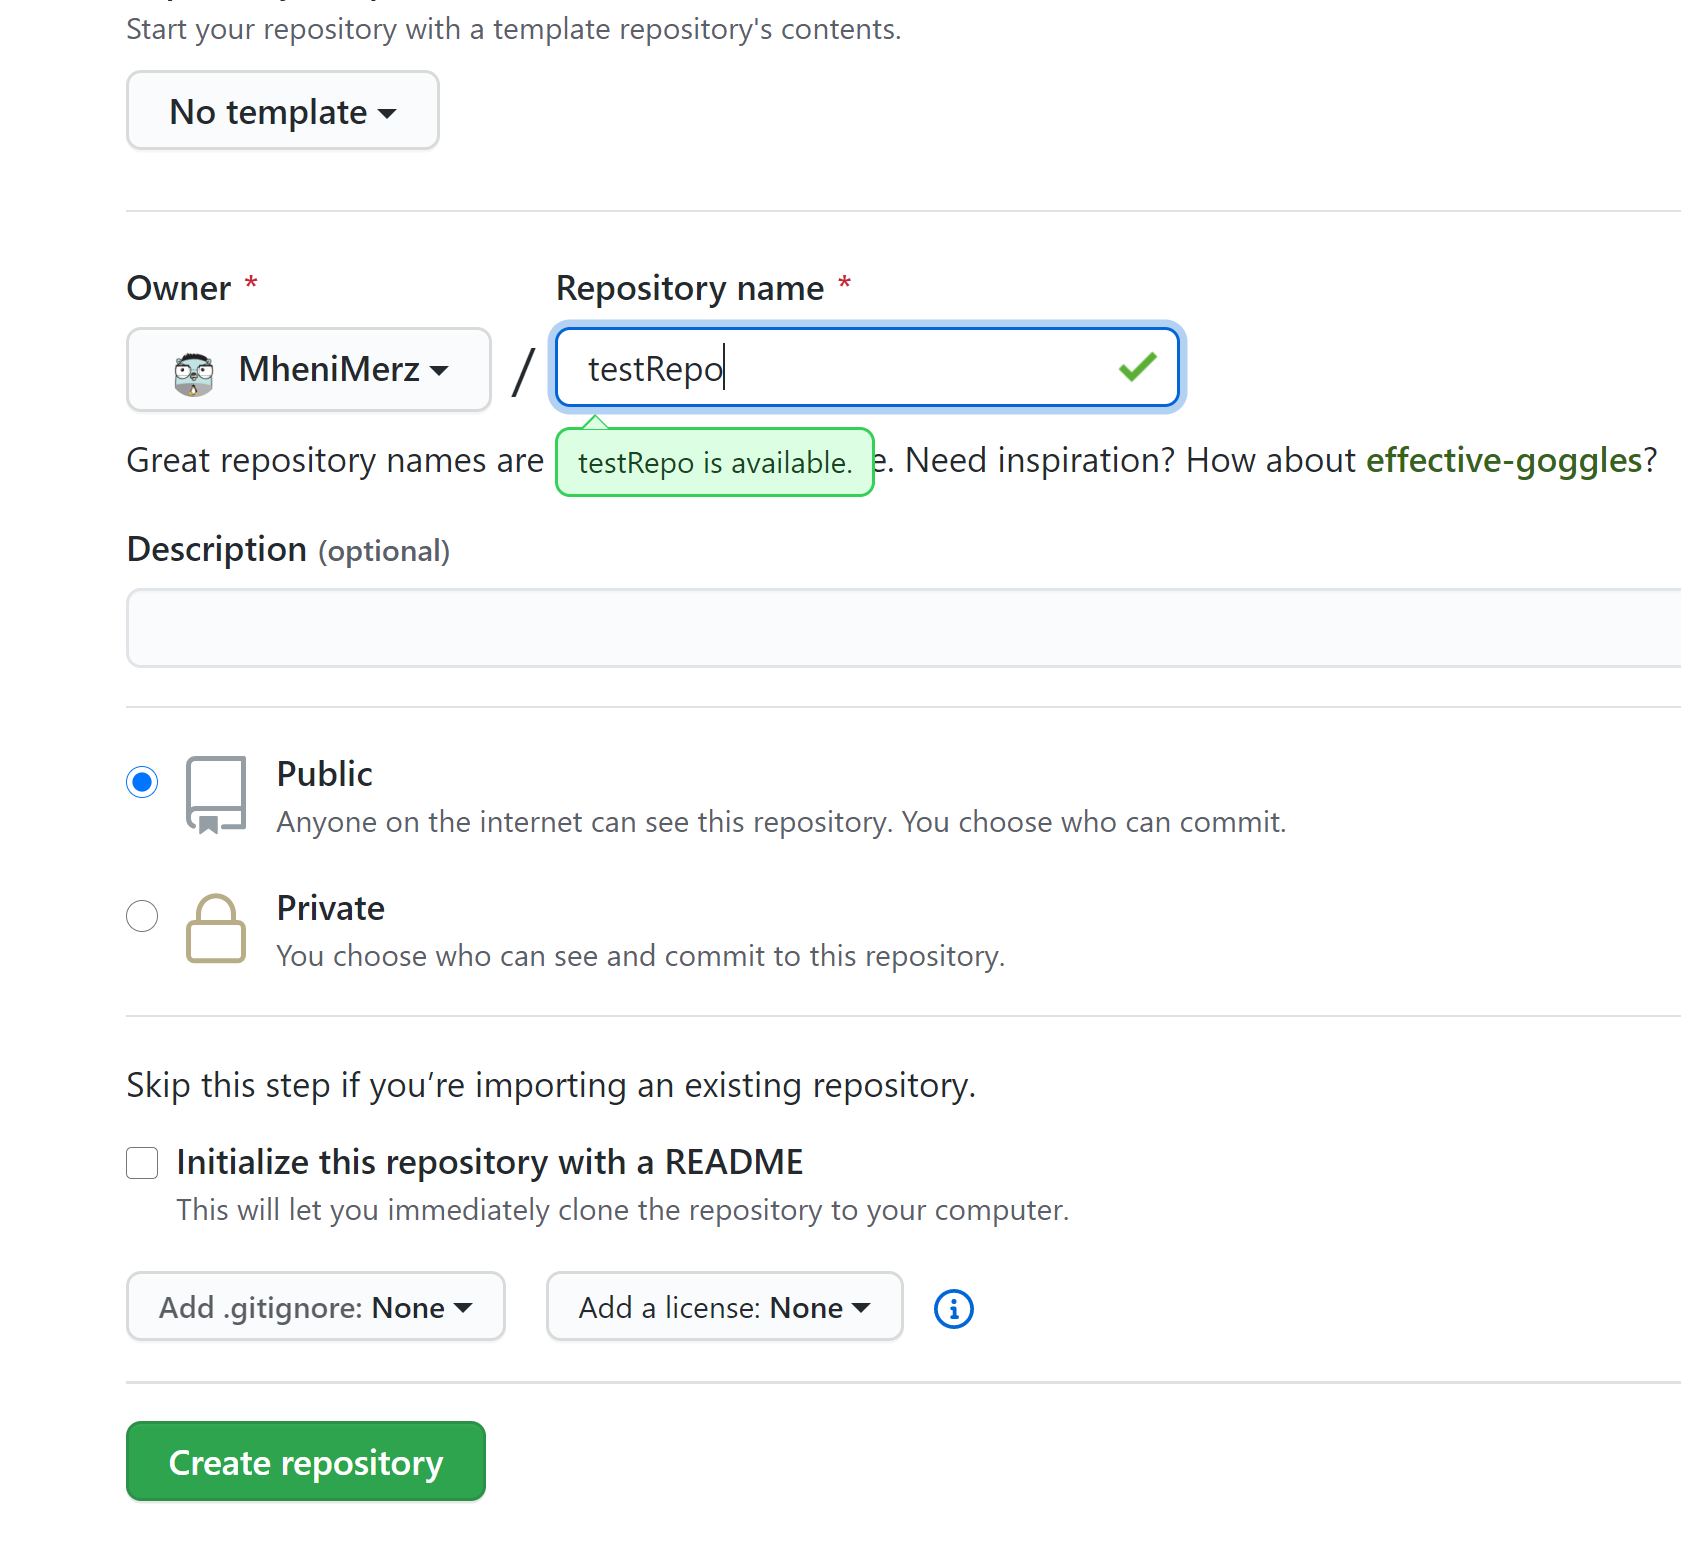 Start your repository with a template repository's contents.
No template
Owner *
Repository name *
MheniMerz / testRepo
Great repository names are
testRepo is available.
e. Need inspiration? How about effective-goggles?
Description (optional)
Public
Anyone on the internet can see this repository. You choose who can commit.
Private
You choose who can see and commit to this repository.
Skip this step if you’re importing an existing repository.
Initialize this repository with a README
This will let you immediately clone the repository to your computer.
Add .gitignore: None
Add a license: None
Create repository